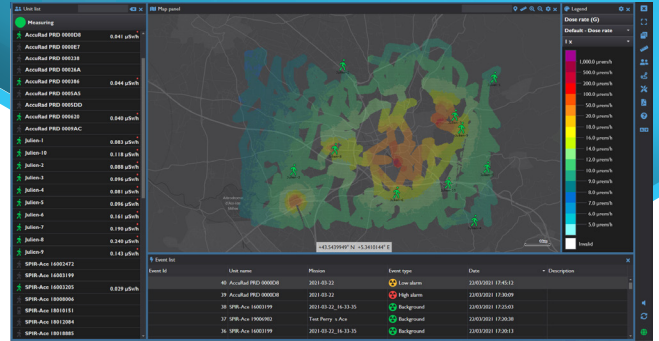 Unit list
Measuring
AccuRad PRD 0000D8 0.041 µSv/h
AccuRad PRD 0000E7
AccuRad PRD 000238
AccuRad PRD 00026A
AccuRad PRD 000286 0.044 µSv/h
AccuRad PRD 0005A5
AccuRad PRD 0005DD
AccuRad PRD 000620 0.040 µSv/h
AccuRad PRD 0009AC
Julien-1 0.083 µSv/h
Julien-10 0.118 µSv/h
Julien-2 0.088 µSv/h
Julien-3 0.096 µSv/h
Julien-4 0.081 µSv/h
Julien-5 0.096 µSv/h
Julien-6 0.161 µSv/h
Julien-7 0.190 µSv/h
Julien-8 0.240 µSv/h
Julien-9 0.143 µSv/h
SPIR-Ace 16002472
SPIR-Ace 16003199
SPIR-Ace 16003205 0.029 µSv/h
SPIR-Ace 18008006
SPIR-Ace 18010151
SPIR-Ace 18012084
SPIR-Ace 18018885
Map panel
+43.5439949° N +1.3410144° E
Legend
Dose rate (G)
Default - Dose rate
1 x
1,000.0 µrem/h
500.0 µrem/h
200.0 µrem/h
100.0 µrem/h
50.0 µrem/h
20.0 µrem/h
18.0 µrem/h
16.0 µrem/h
14.0 µrem/h
12.0 µrem/h
10.0 µrem/h
9.0 µrem/h
8.0 µrem/h
7.0 µrem/h
6.0 µrem/h
5.0 µrem/h
Invalid
Event list
Event Id Unit name Mission Event type Date Description
40 AccuRad PRD 0000D8 2021-03-22 Low alarm 22/03/2021 17:45:12
39 AccuRad PRD 0000D8 2021-03-22 High alarm 22/03/2021 17:30:09
38 SPIR-Ace 16003199 2021-03-22_16-33-35 Background 22/03/2021 17:25:03
37 SPIR-Ace 19006902 Test Perry x Ace Background 22/03/2021 17:20:38
36 SPIR-Ace 16003199 2021-03-22_16-33-35 Background 22/03/2021 17:20:13